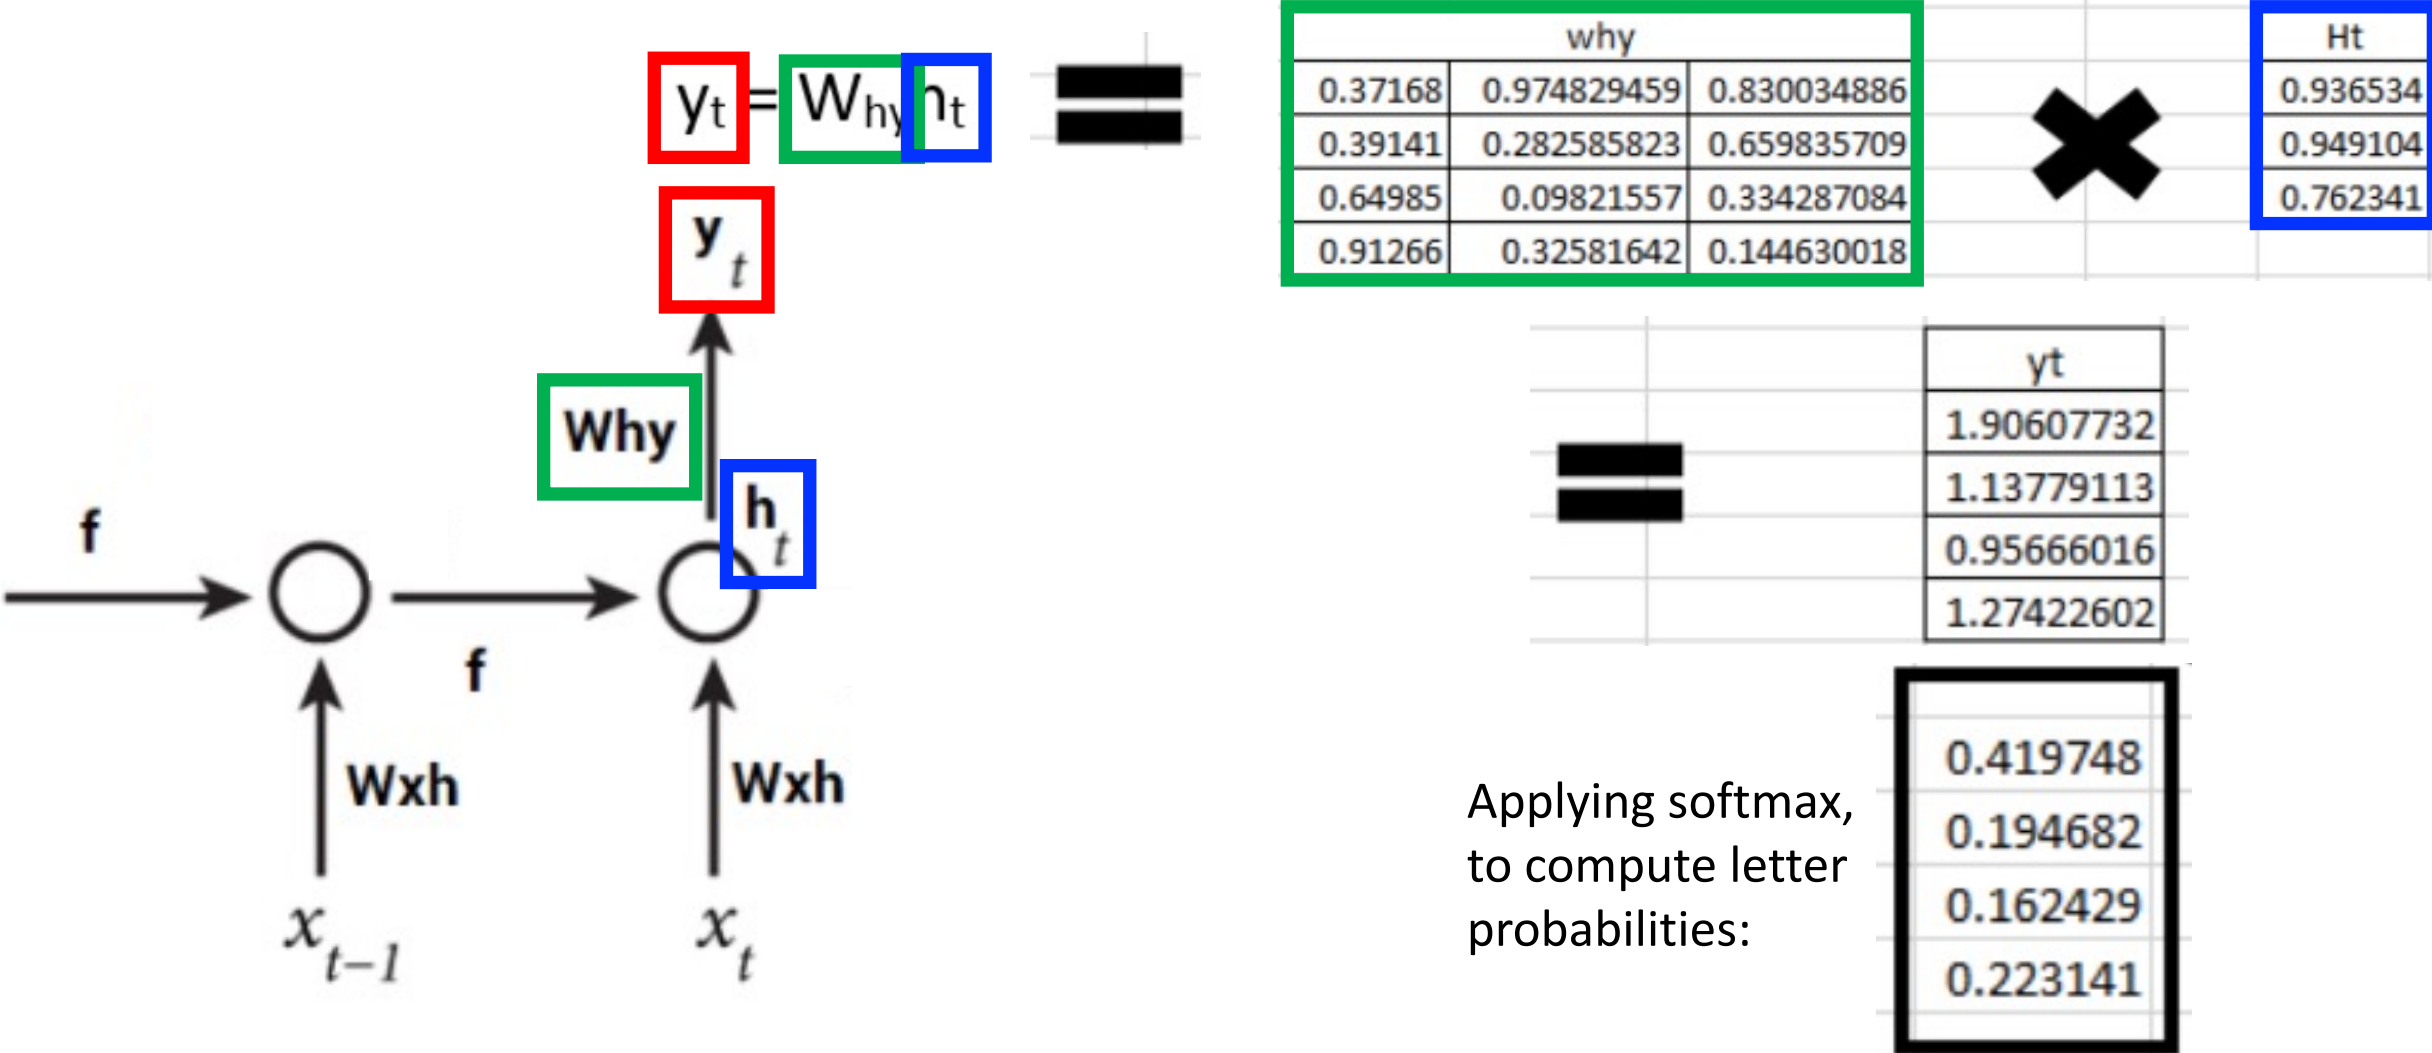 yt = Whyht
why
0.37168 0.974829459 0.830034886
0.39141 0.282585823 0.659835709
0.64985 0.09821557 0.334287084
0.91266 0.32581642 0.144630018
Ht
0.936534
0.949104
0.762341
y t
Why
h t
f
f
Wxh
Wxh
x t-1
x t
yt
1.90607732
1.13779113
0.95666016
1.27422602
Applying softmax,
to compute letter
probabilities:
0.419748
0.194682
0.162429
0.223141